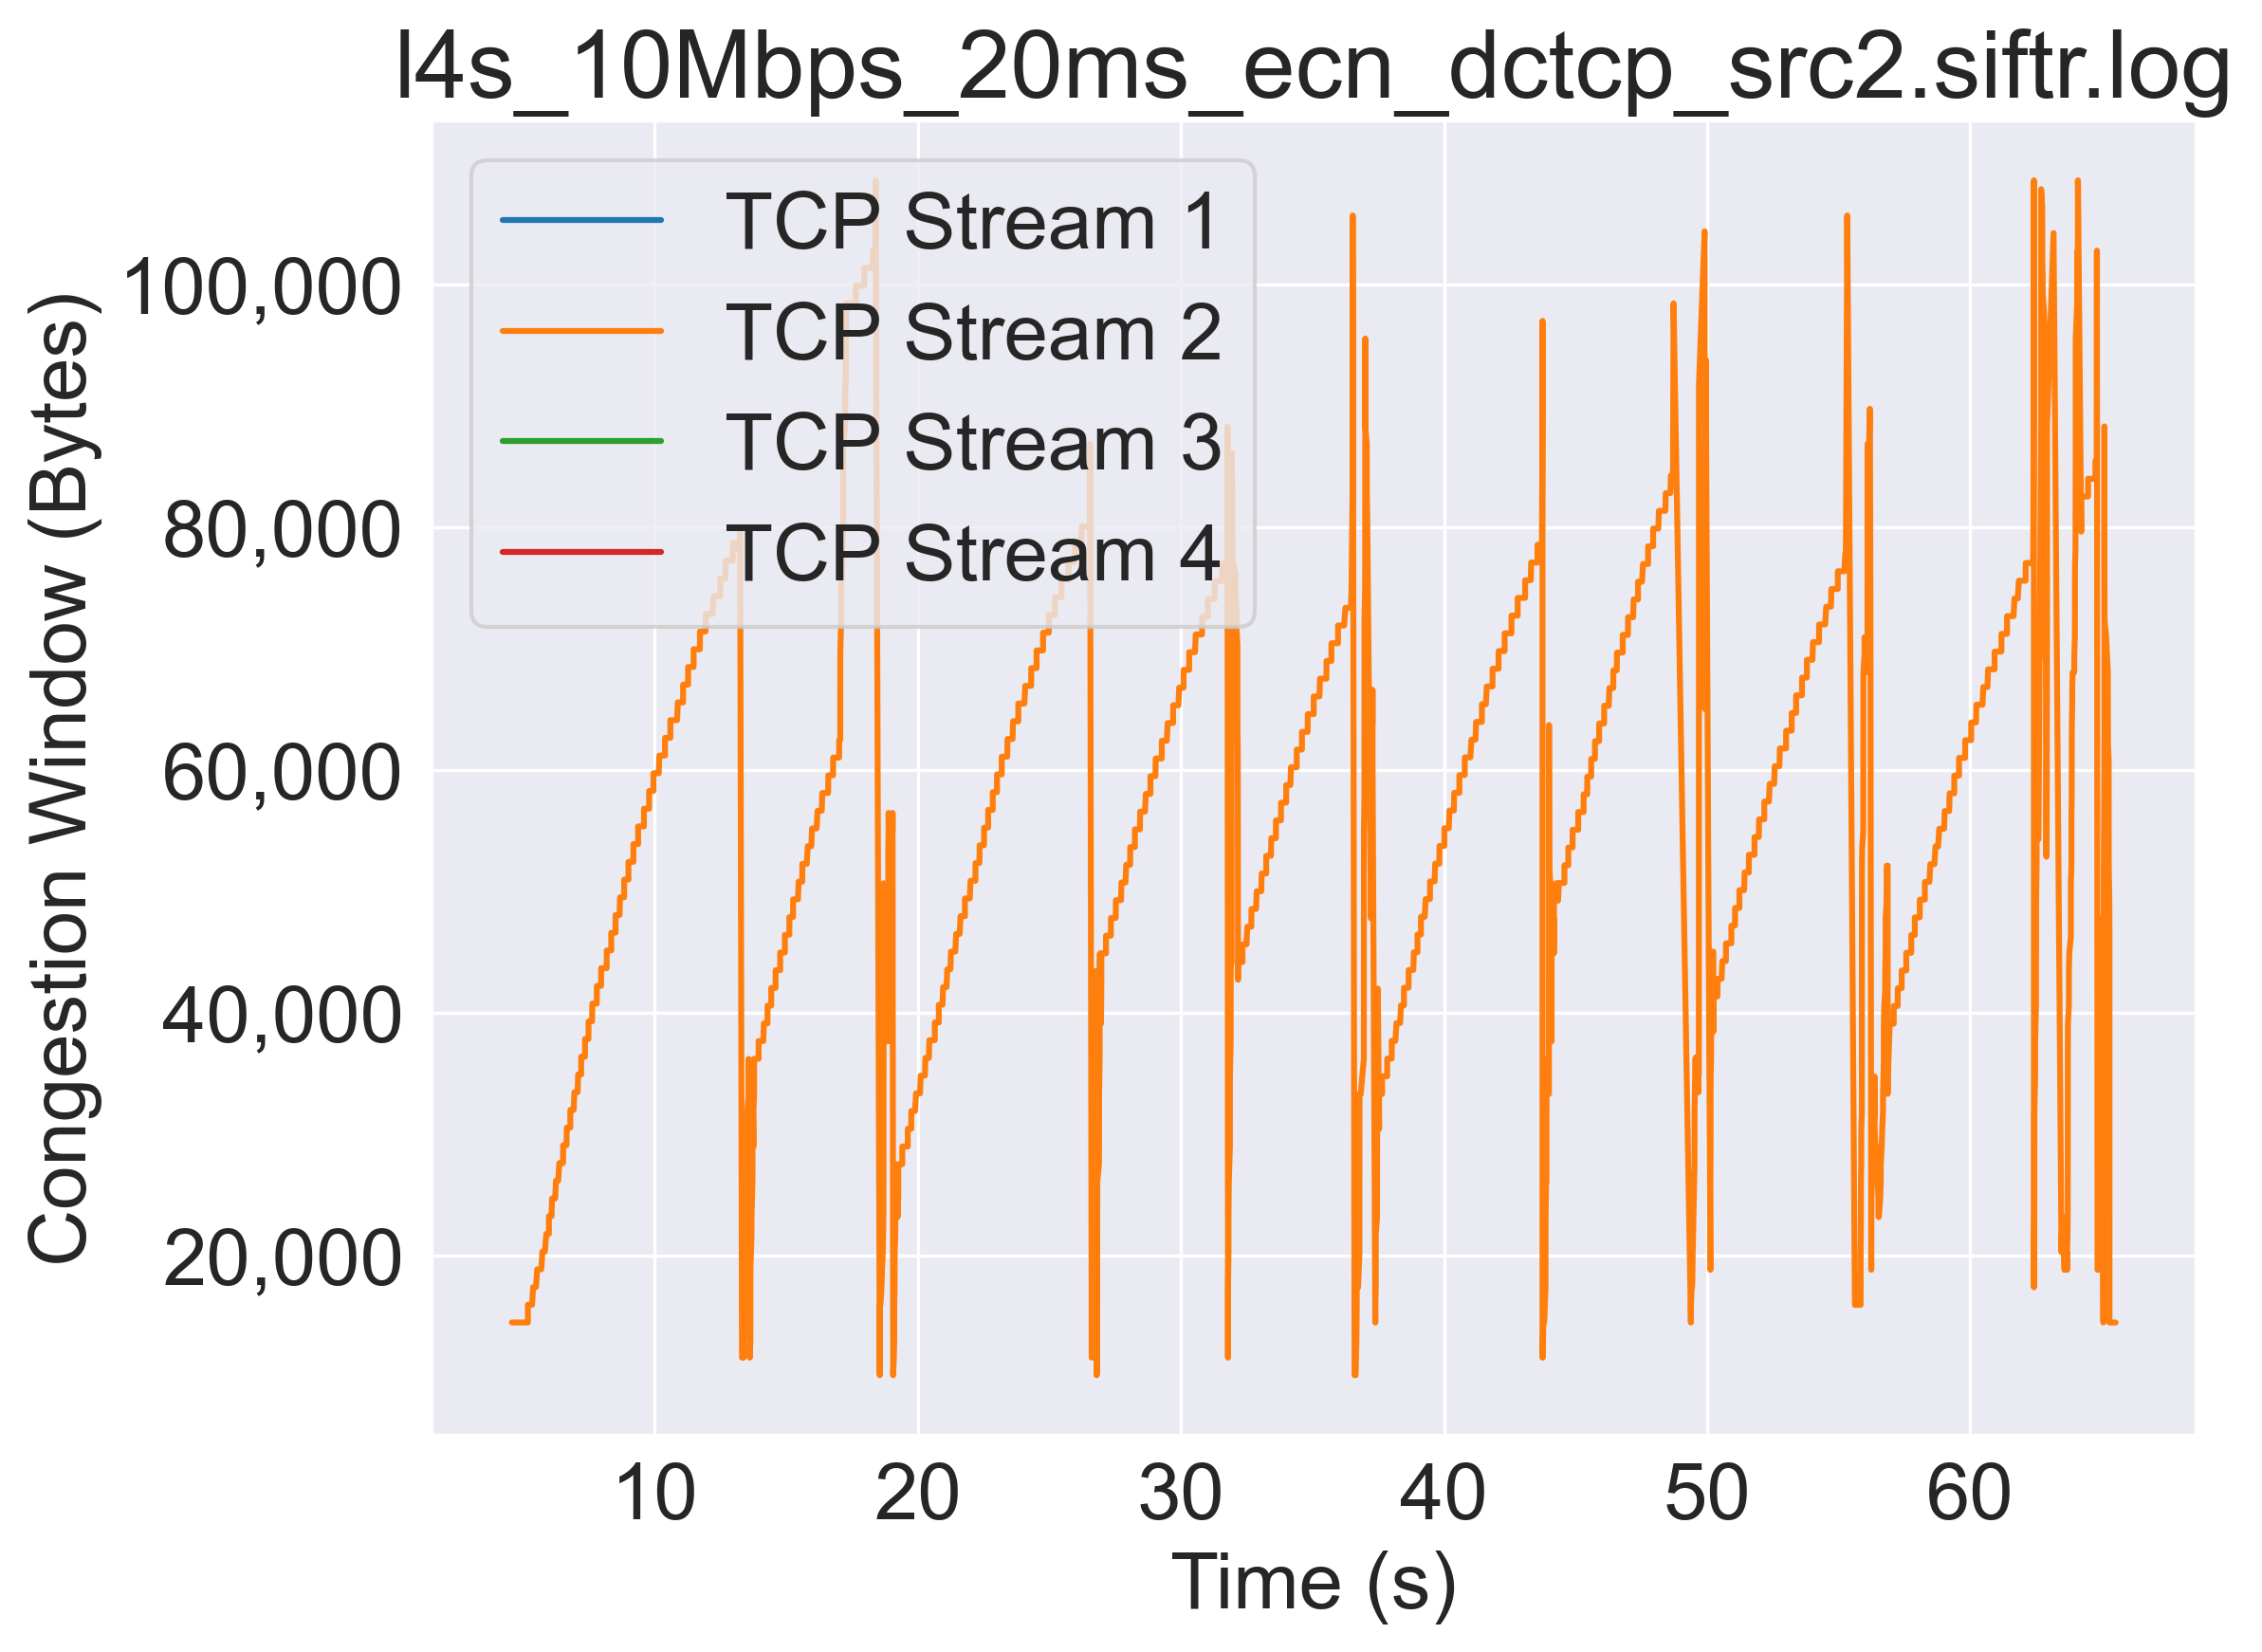 l4s_10Mbps_20ms_ecn_dctcp_src2.siftr.log
TCP Stream 1
TCP Stream 2
TCP Stream 3
TCP Stream 4
Congestion Window (Bytes)
100,000
80,000
60,000
40,000
20,000
10 20 30 40 50 60
Time (s)